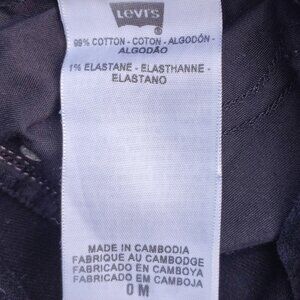 LEVI'S
®
99% COTTON - COTON - ALGODÓN -
ALGODÃO
1% ELASTANE - ELASTHANNE -
ELASTANO
MADE IN CAMBODIA
FABRIQUE AU CAMBODGE
FABRICADO EN CAMBOYA
FABRICADO EM CAMBOJA
0 M